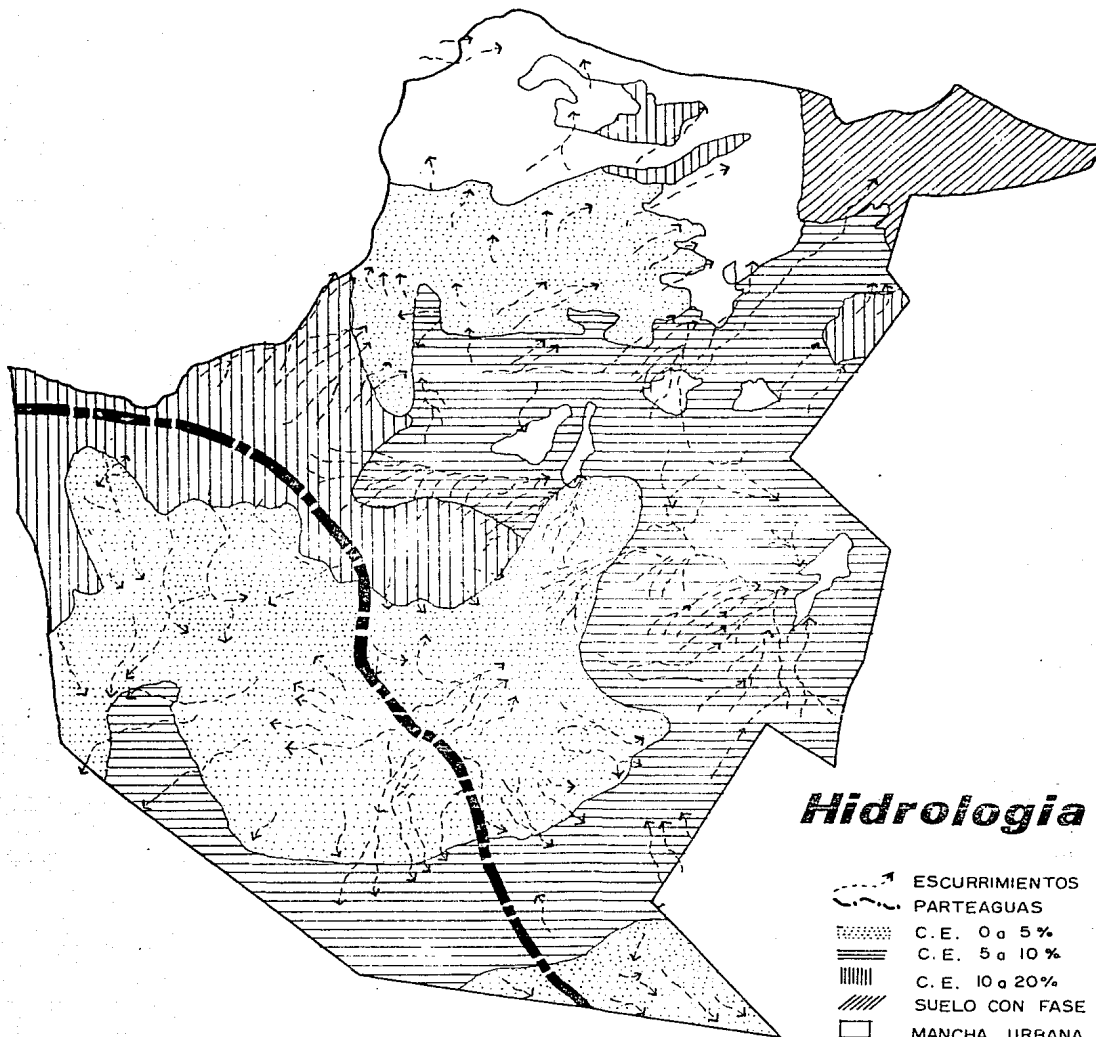 Hidrologia
ESCURRIMIENTOS
PARTEAGUAS
C.E. 0 a 5%
C.E. 5 a 10%
C.E. 10 a 20%
SUELO CON FASE
MANCHA URBANA